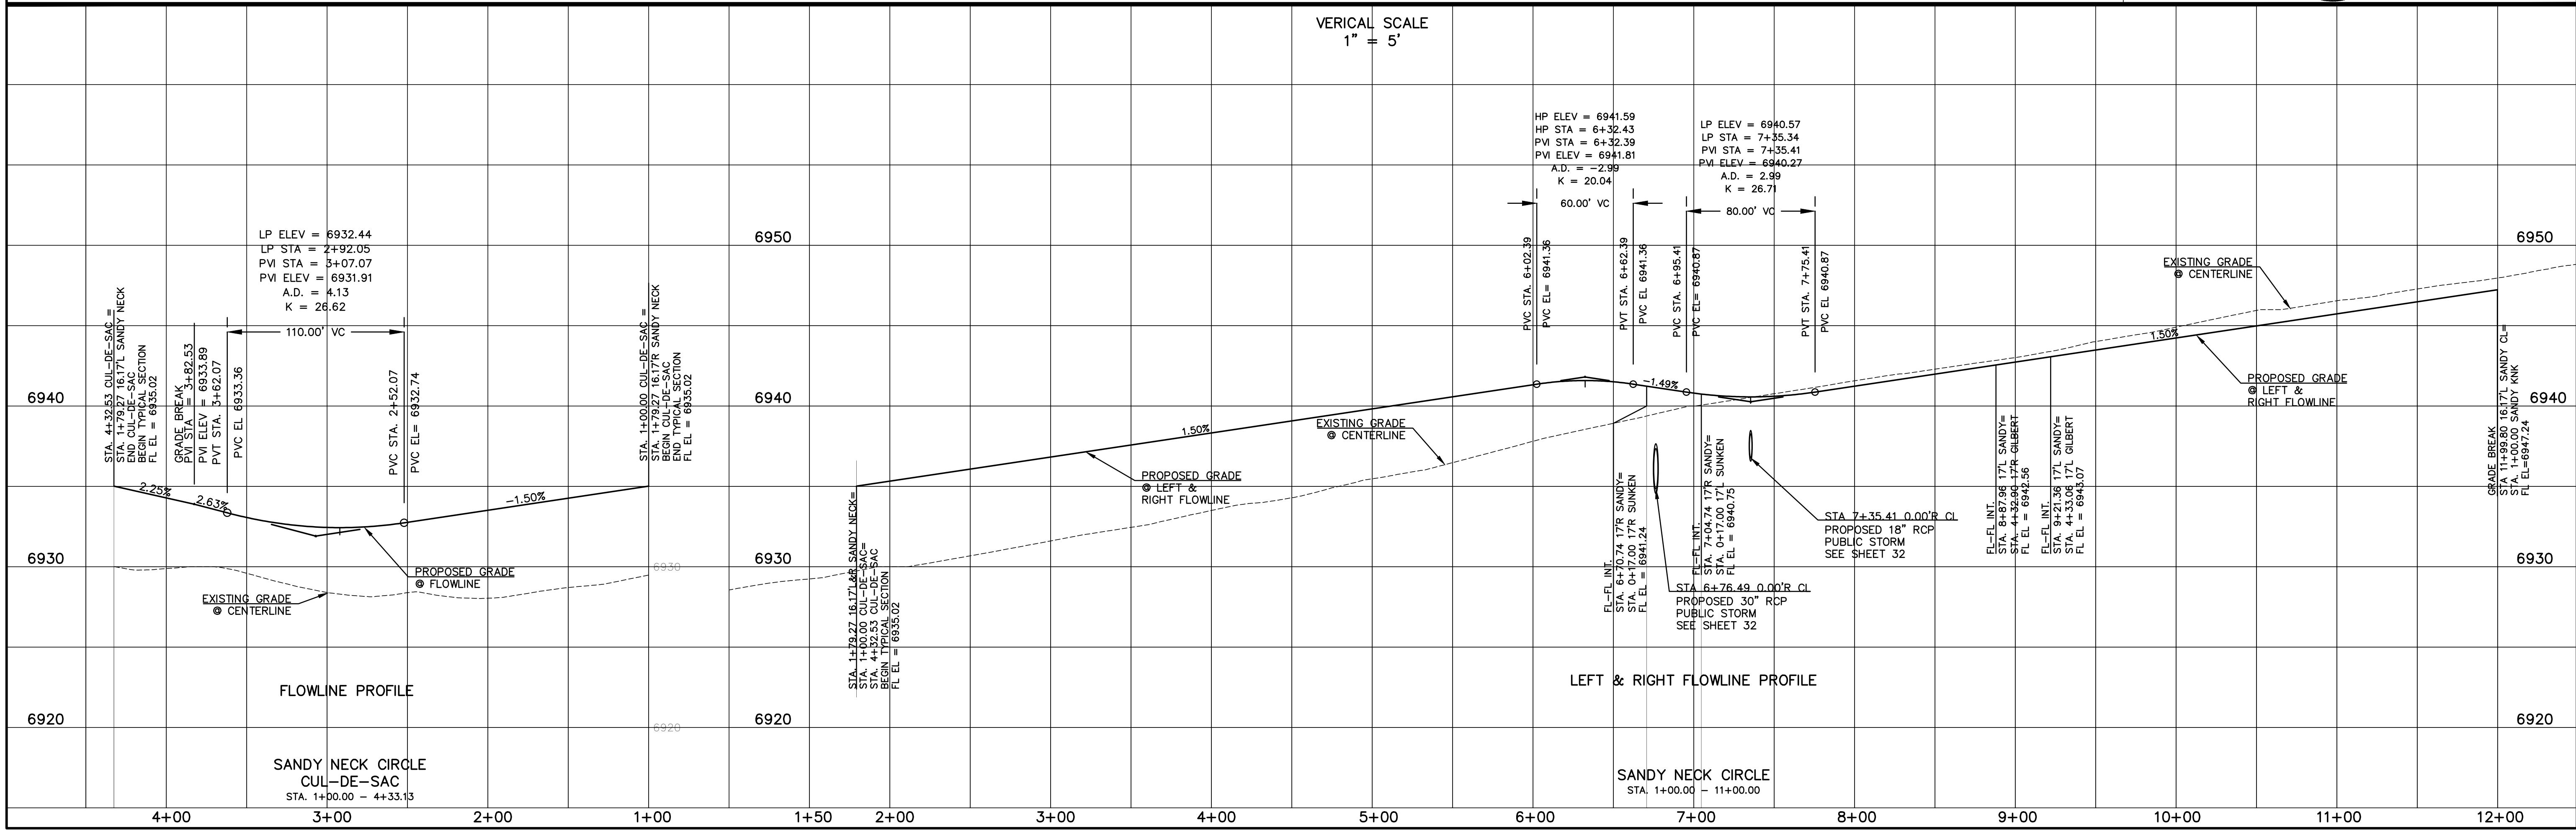 VERICAL SCALE
1" = 5'
LP ELEV = 6932.44
LP STA = 2+92.05
PVI STA = 3+07.07
PVI ELEV = 6931.91
A.D. = 4.13
K = 26.62
110.00' VC
STA. 4+32.53 CUL-DE-SAC =
STA. 1+79.27 16.17'L SANDY NECK
END CUL-DE-SAC
BEGIN TYPICAL SECTION
FL EL = 6935.02
GRADE BREAK
PVI STA = 3+82.53
PVI ELEV = 6933.89
PVT STA. 3+62.07
PVC EL 6933.36
PVC STA. 2+52.07
PVC EL= 6932.74
STA. 1+00.00 CUL-DE-SAC =
STA. 1+79.27 16.17'R SANDY NECK
BEGIN CUL-DE-SAC
END TYPICAL SECTION
FL EL = 6935.02
2.25%
2.63%
-1.50%
PROPOSED GRADE
@ FLOWLINE
EXISTING GRADE
@ CENTERLINE
6940
6930
6920
6930
6920
FLOWLINE PROFILE
SANDY NECK CIRCLE
CUL-DE-SAC
STA. 1+00.00 - 4+33.13
4+00
3+00
2+00
1+00
6950
6940
6930
6920
STA. 1+79.27 16.17'L&R SANDY NECK=
STA. 1+00.00 CUL-DE-SAC=
STA. 4+32.53 CUL-DE-SAC
BEGIN TYPICAL SECTION
FL EL = 6935.02
1.50%
PROPOSED GRADE
@ LEFT &
RIGHT FLOWLINE
EXISTING GRADE
@ CENTERLINE
HP ELEV = 6941.59
HP STA = 6+32.43
PVI STA = 6+32.39
PVI ELEV = 6941.81
A.D. = -2.99
K = 20.04
60.00' VC
LP ELEV = 6940.57
LP STA = 7+35.34
PVI STA = 7+35.41
PVI ELEV = 6940.27
A.D. = 2.99
K = 26.71
80.00' VC
PVC STA. 6+02.39
PVC EL= 6941.36
PVT STA. 6+62.39
PVC EL 6941.36
PVC STA. 6+95.41
PVC EL= 6940.87
PVT STA. 7+75.41
PVC EL 6940.87
-1.49%
FL-FL INT.
STA. 6+70.74 17'R SANDY=
STA. 0+17.00 17'R SUNKEN
FL EL = 6941.24
FL-FL INT.
STA. 7+04.74 17'R SANDY=
STA. 0+17.00 17'L SUNKEN
FL EL = 6940.75
STA 6+76.49 0.00'R CL
PROPOSED 30" RCP
PUBLIC STORM
SEE SHEET 32
STA 7+35.41 0.00'R CL
PROPOSED 18" RCP
PUBLIC STORM
SEE SHEET 32
FL-FL INT.
STA. 8+87.96 17'L SANDY=
STA. 4+32.90 17'R GILBERT
FL EL = 6942.56
FL-FL INT.
STA. 9+21.36 17'L SANDY=
STA. 4+33.06 17'L GILBERT
FL EL = 6943.07
EXISTING GRADE
@ CENTERLINE
1.50%
PROPOSED GRADE
@ LEFT &
RIGHT FLOWLINE
GRADE BREAK
STA 11+99.80 16.17'L SANDY CL=
STA. 1+00.00 SANDY KNK
FL EL=6947.24
6950
6940
6930
6920
LEFT & RIGHT FLOWLINE PROFILE
SANDY NECK CIRCLE
STA. 1+00.00 - 11+00.00
1+50
2+00
3+00
4+00
5+00
6+00
7+00
8+00
9+00
10+00
11+00
12+00